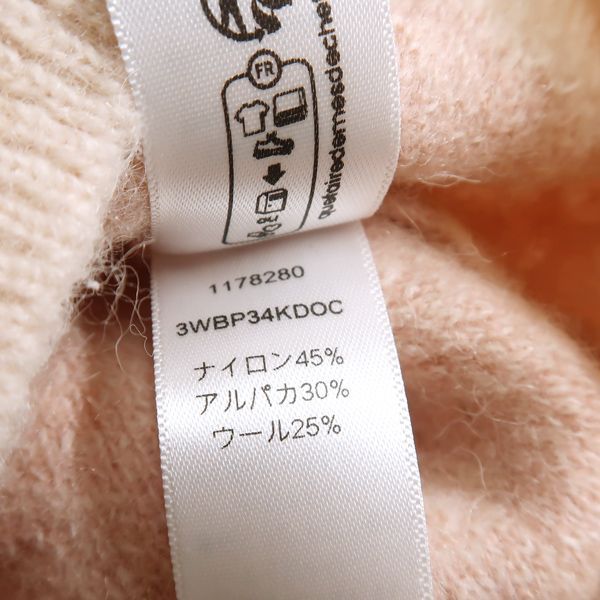 FR
quefairedemesdeche
1178280
3WBP34KDOC
ナイロン45%
アルパカ30%
ウール25%